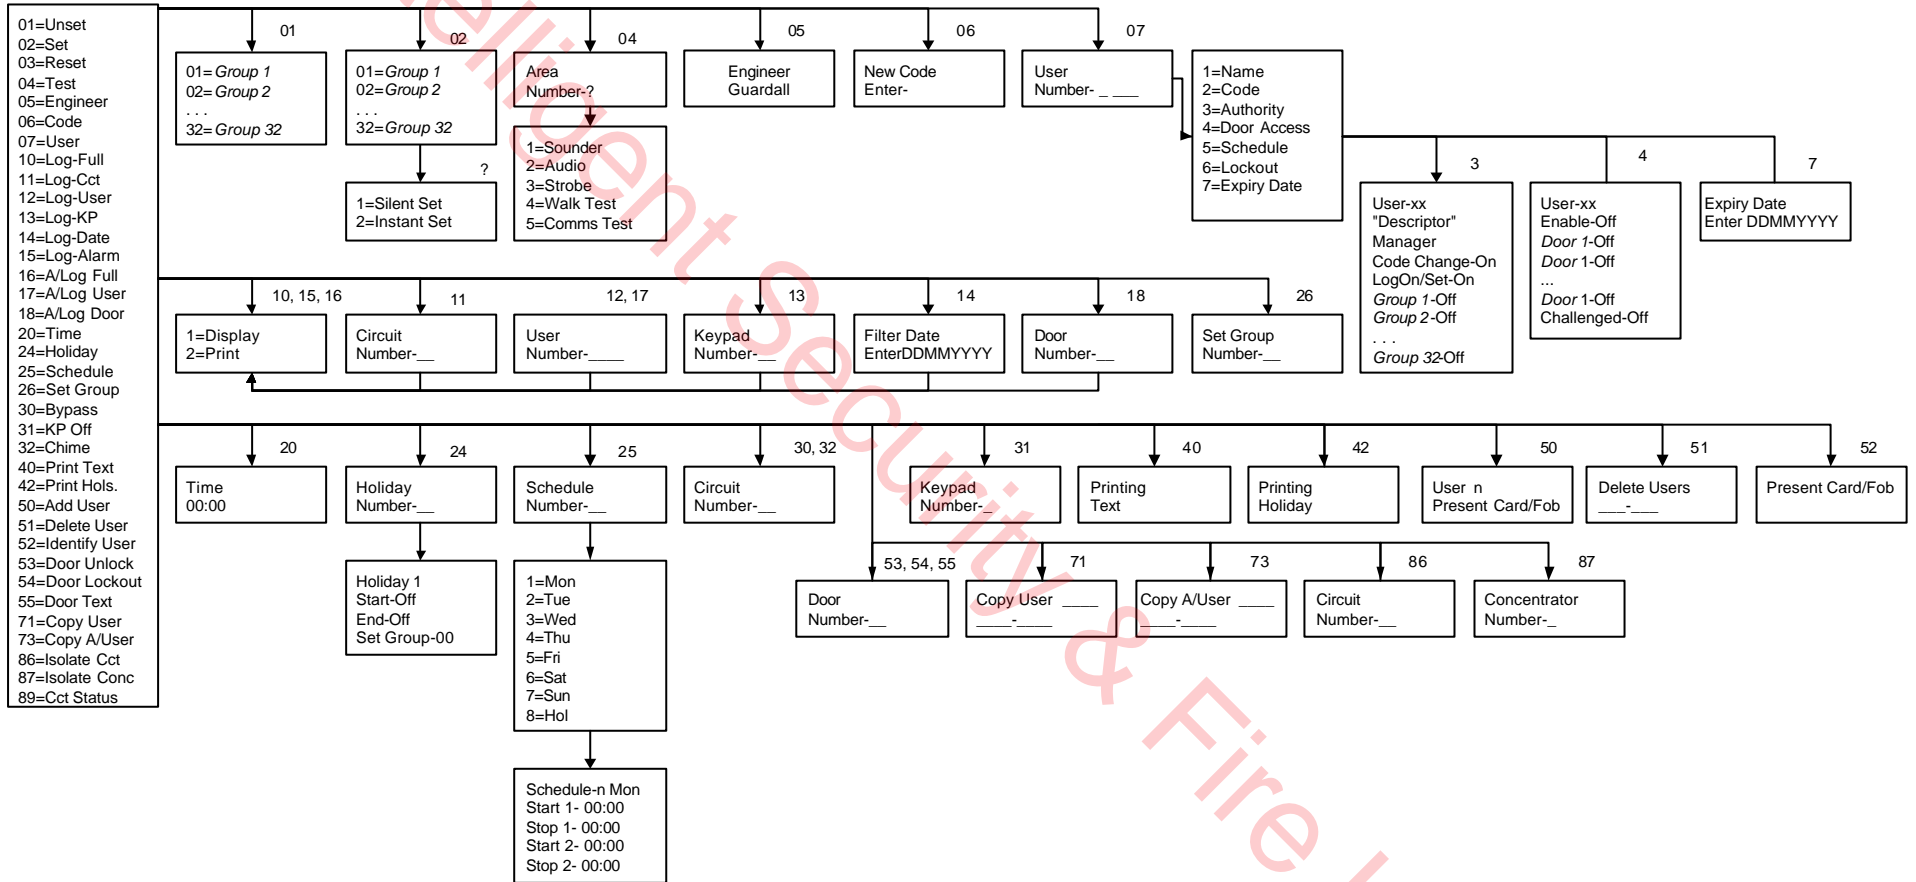 01=Unset
02=Set
03=Reset
04=Test
05=Engineer
06=Code
07=User
10=Log-Full
11=Log-Cct
12=Log-User
13=Log-KP
14=Log-Date
15=Log-Alarm
16=A/Log Full
17=A/Log User
18=A/Log Door
20=Time
24=Holiday
25=Schedule
26=Set Group
30=Bypass
31=KP Off
32=Chime
40=Print Text
42=Print Hols.
50=Add User
51=Delete User
52=Identify User
53=Door Unlock
54=Door Lockout
55=Door Text
71=Copy User
73=Copy A/User
86=Isolate Cct
87=Isolate Conc
89=Cct Status
01
01=Group 1
02=Group 2
. . .
32=Group 32
02
01=Group 1
02=Group 2
. . .
32=Group 32
?
1=Silent Set
2=Instant Set
04
Area
Number-?
1=Sounder
2=Audio
3=Strobe
4=Walk Test
5=Comms Test
05
Engineer
Guardall
06
New Code
Enter-
07
User
Number- _ ___
1=Name
2=Code
3=Authority
4=Door Access
5=Schedule
6=Lockout
7=Expiry Date
3
User-xx
"Descriptor"
Manager
Code Change-On
LogOn/Set-On
Group 1-Off
Group 2-Off
. . .
Group 32-Off
4
User-xx
Enable-Off
Door 1-Off
Door 1-Off
...
Door 1-Off
Challenged-Off
7
Expiry Date
Enter DDMMYYYY
10, 15, 16
1=Display
2=Print
11
Circuit
Number-__
12, 17
User
Number-____
13
Keypad
Number-__
14
Filter Date
EnterDDMMYYYY
18
Door
Number-__
26
Set Group
Number-__
20
Time
00:00
24
Holiday
Number-__
Holiday 1
Start-Off
End-Off
Set Group-00
25
Schedule
Number-__
1=Mon
2=Tue
3=Wed
4=Thu
5=Fri
6=Sat
7=Sun
8=Hol
Schedule-n Mon
Start 1- 00:00
Stop 1- 00:00
Start 2- 00:00
Stop 2- 00:00
30, 32
Circuit
Number-__
31
Keypad
Number-_
40
Printing
Text
42
Printing
Holiday
50
User n
Present Card/Fob
51
Delete Users
___-___
52
Present Card/Fob
53, 54, 55
Door
Number-__
71
Copy User ____
____-____
73
Copy A/User ____
____-____
86
Circuit
Number-__
87
Concentrator
Number-_
elligent Security & Fire